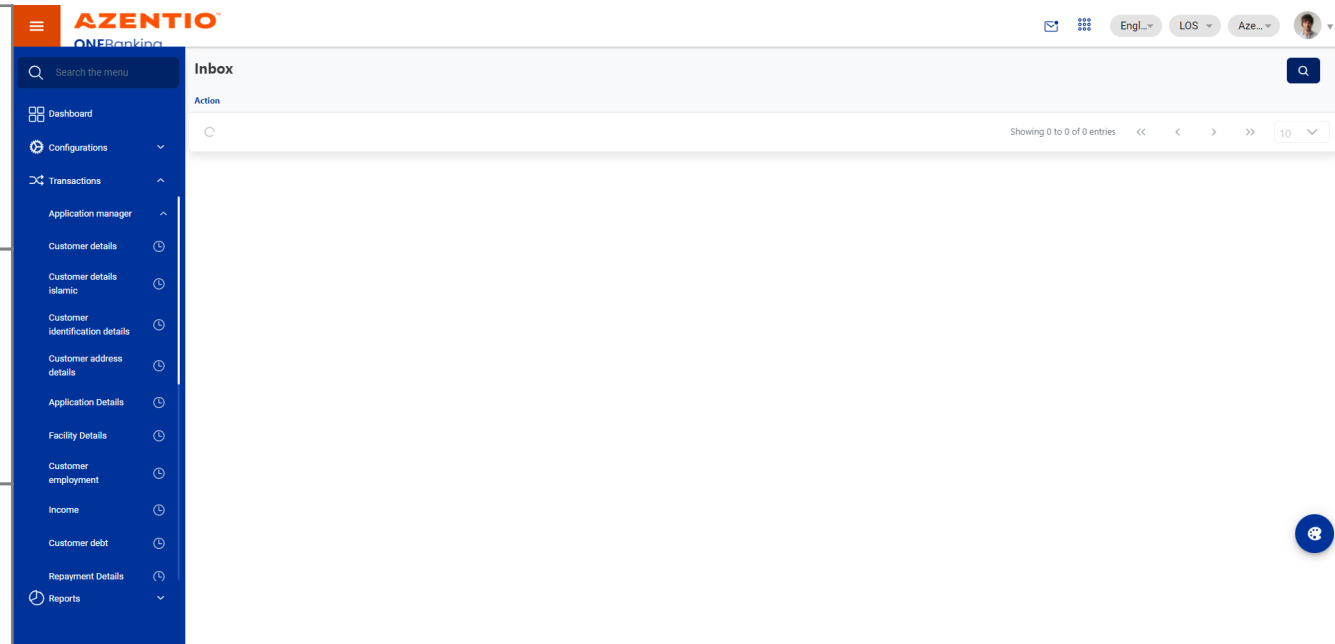 AZENTIO
ONEBanking
Engl...
LOS
Aze...
Search the menu
Inbox
Action
Dashboard
Showing 0 to 0 of 0 entries
10
Configurations
Transactions
Application manager
Customer details
Customer details
islamic
Customer
identification details
Customer address
details
Application Details
Facility Details
Customer
employment
Income
Customer debt
Repayment Details
Reports